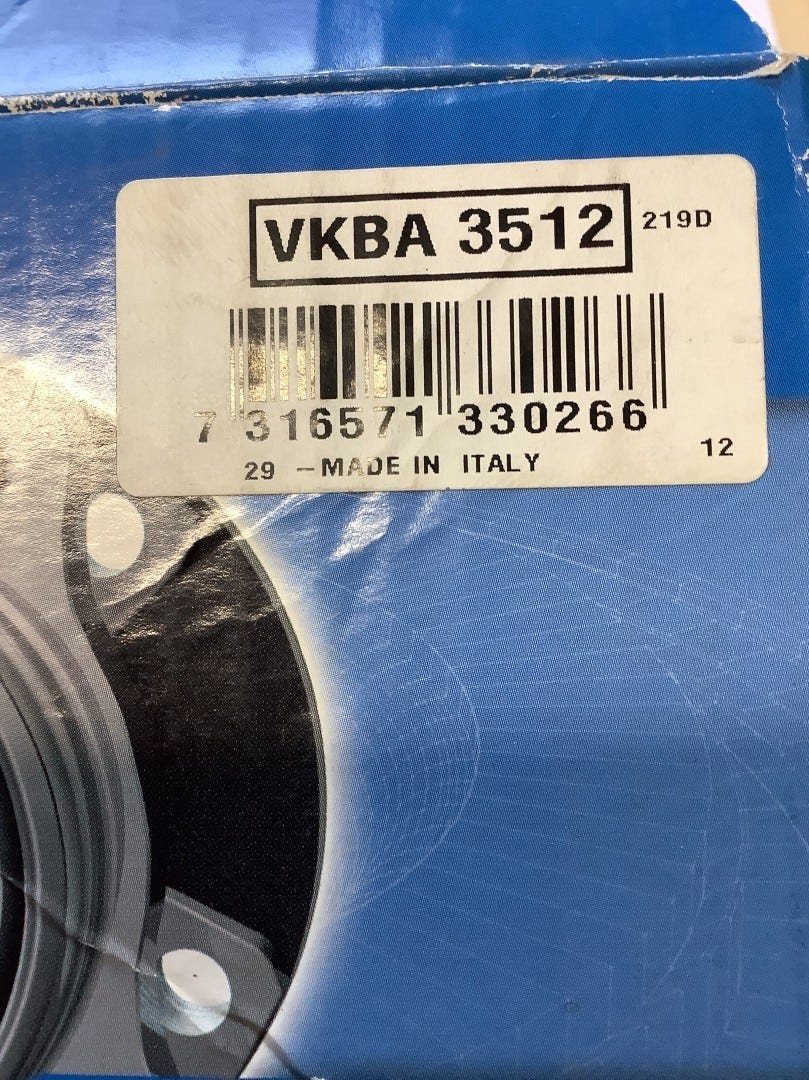 VKBA 3512 219D
7 316571 330266
29 - MADE IN ITALY 12